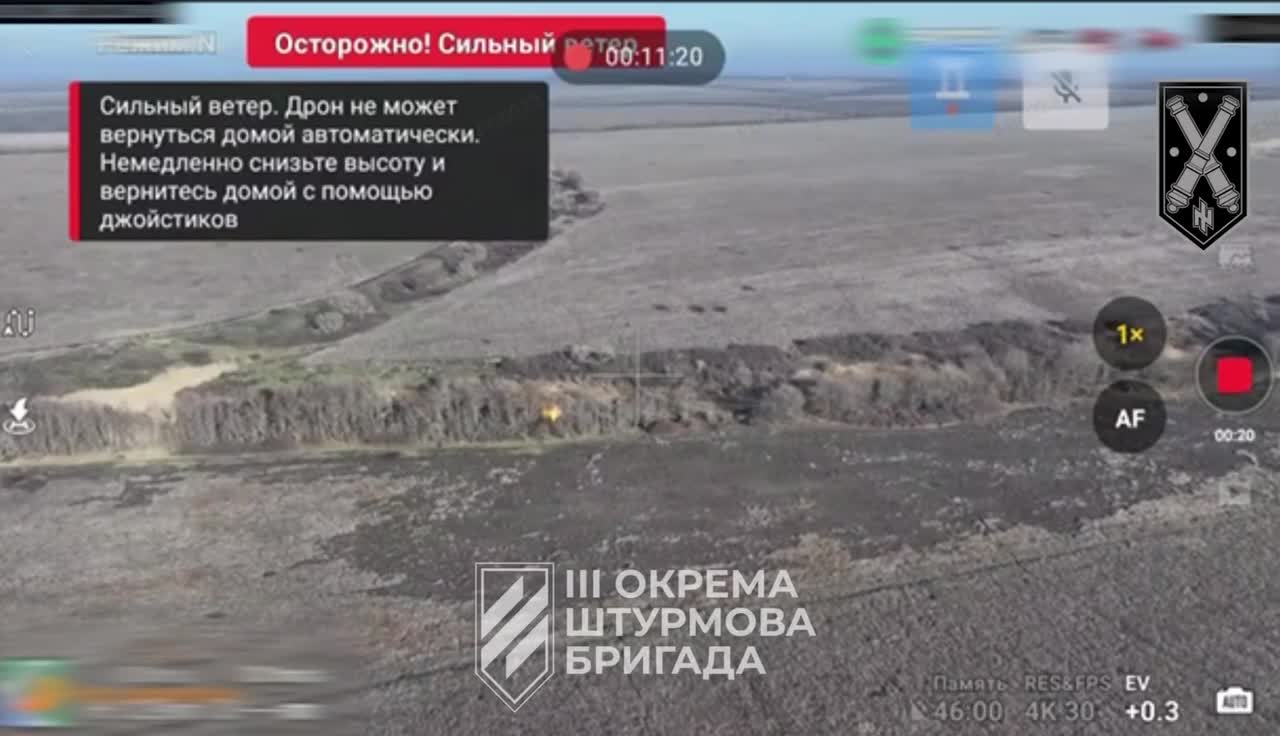 Осторожно! Сильный ветер
00:11:20
Сильный ветер. Дрон не может
вернуться домой автоматически.
Немедленно снизьте высоту и
вернитесь домой с помощью
джойстиков
1×
AF
00:20
III ОКРЕМА
ШТУРМОВА
БРИГАДА
Память RES&FPS EV
46:00 4K 30 +0.3
AUTO